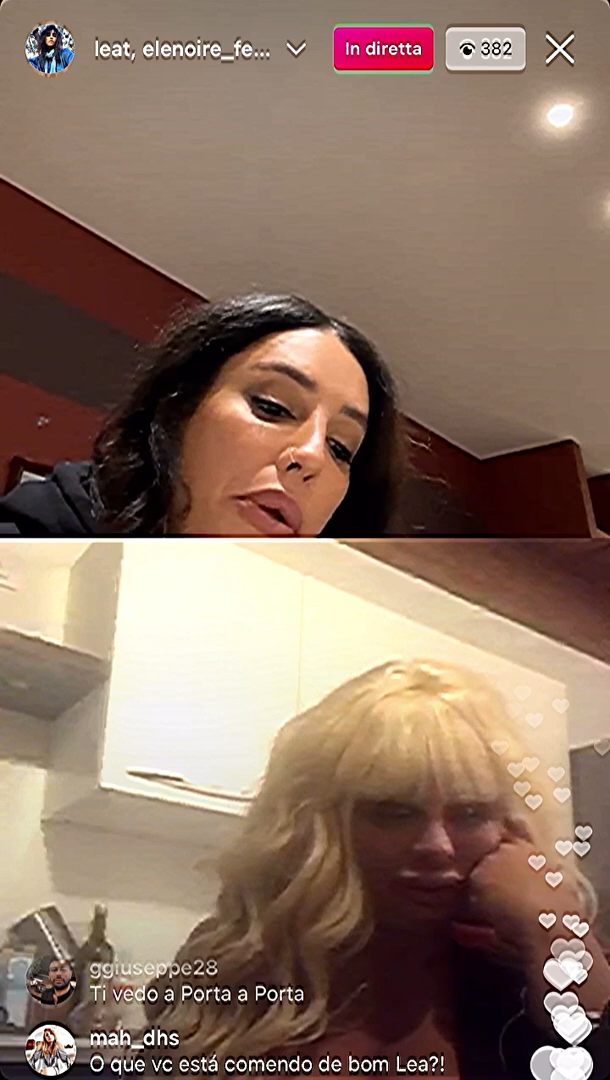 leat, elenoire_fe...
In diretta
382
ggiuseppe28
Ti vedo a Porta a Porta
mah_dhs
O que vc está comendo de bom Lea?!